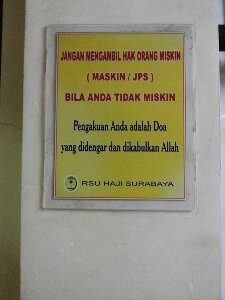 JANGAN MENGAMBIL HAK ORANG MISKIN
( MASKIN / JPS )
BILA ANDA TIDAK MISKIN
Pengakuan Anda adalah Doa
yang didengar dan dikabulkan Allah
RSU HAJI SURABAYA